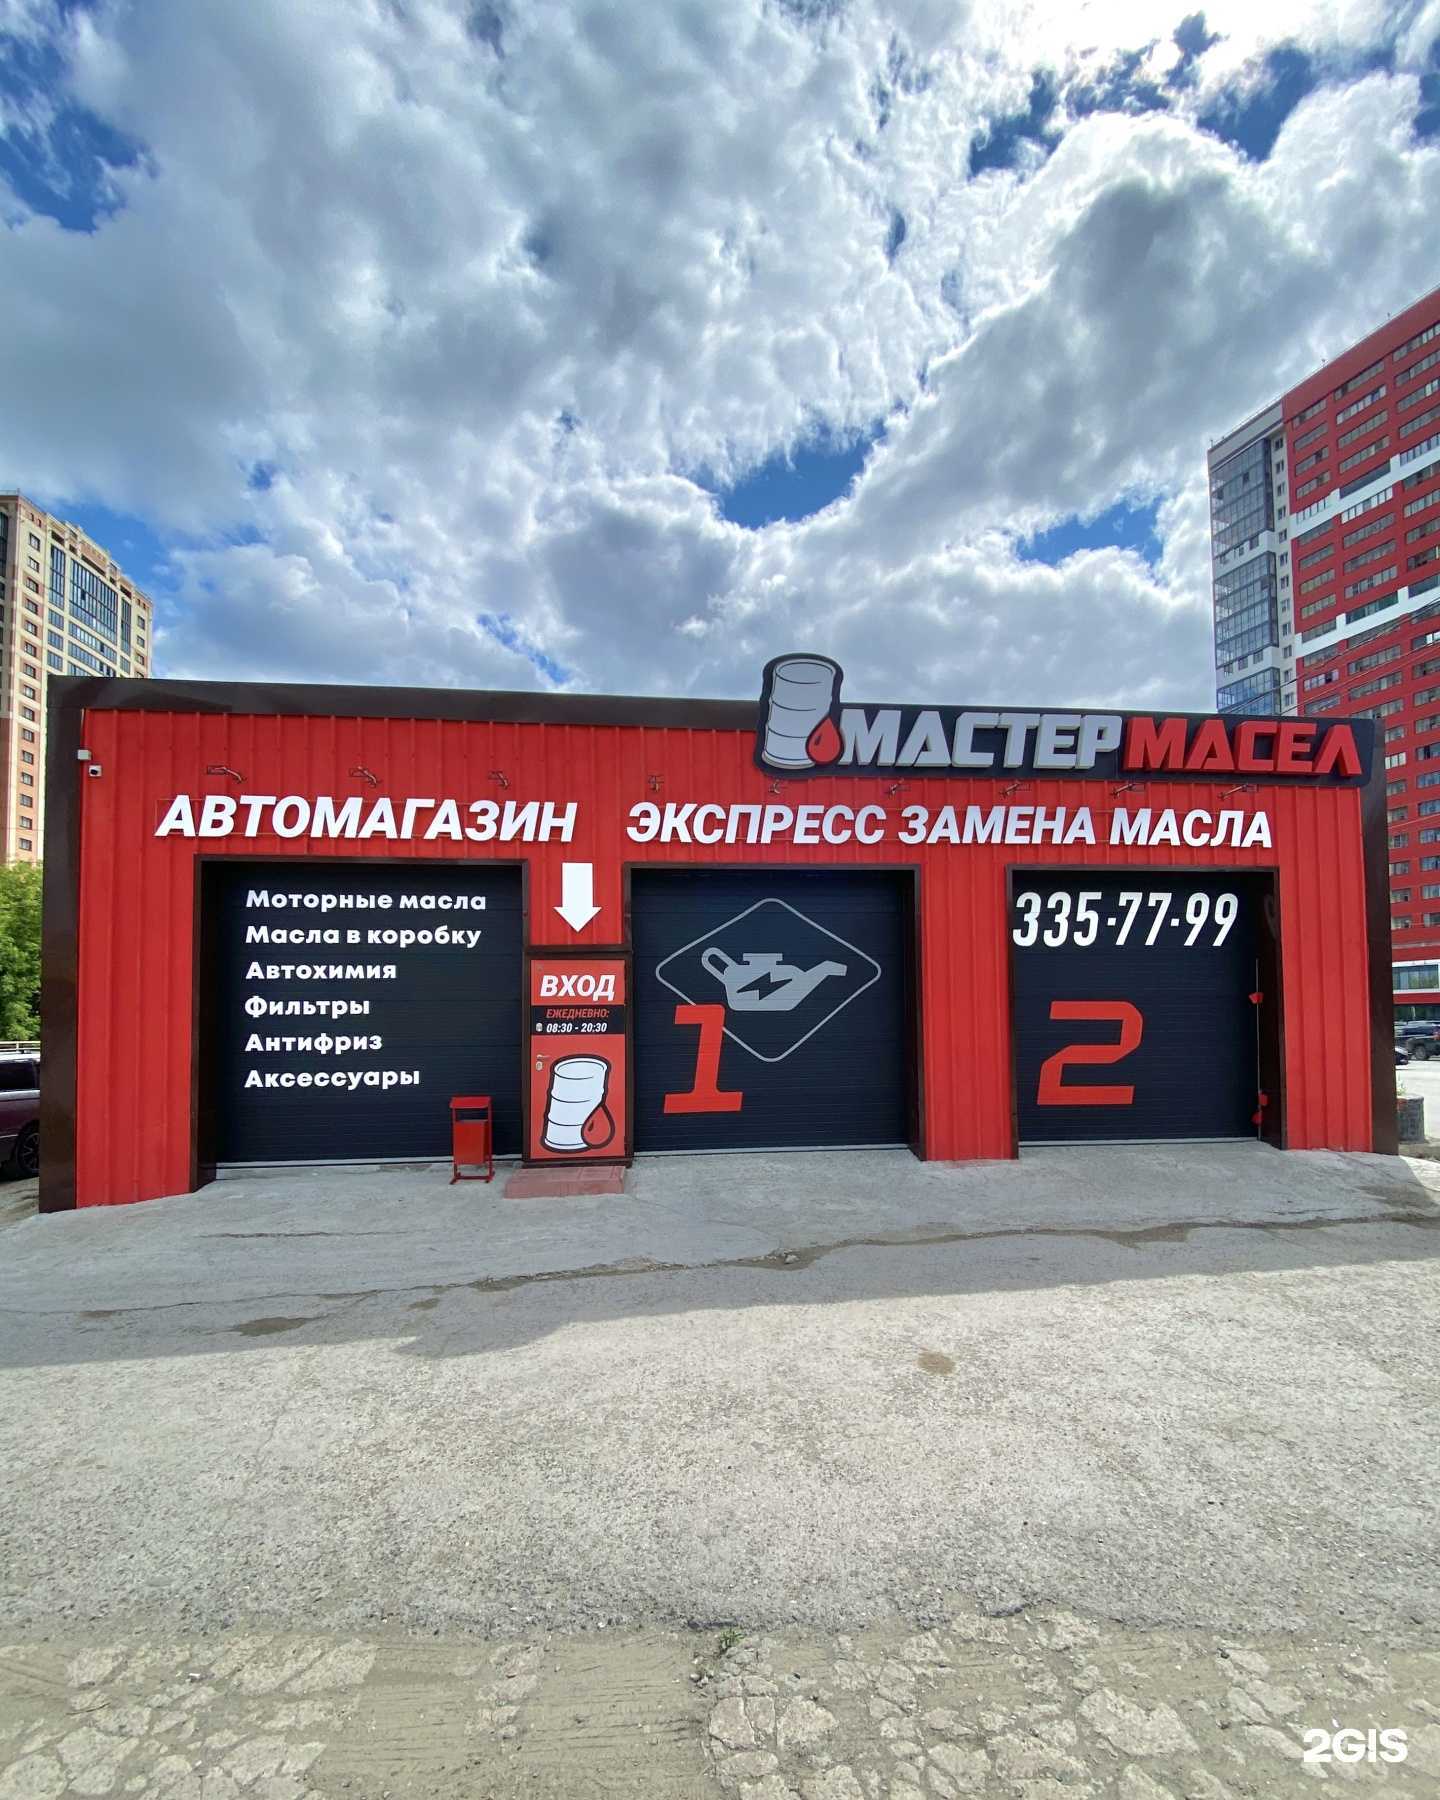 МАСТЕР МАСЕЛ
АВТОМАГАЗИН
ЭКСПРЕСС ЗАМЕНА МАСЛА
Моторные масла
Масла в коробку
Автохимия
Фильтры
Антифриз
Аксессуары
ВХОД
ЕЖЕДНЕВНО:
08:30 - 20:30
1
335-77-99
2
2GIS